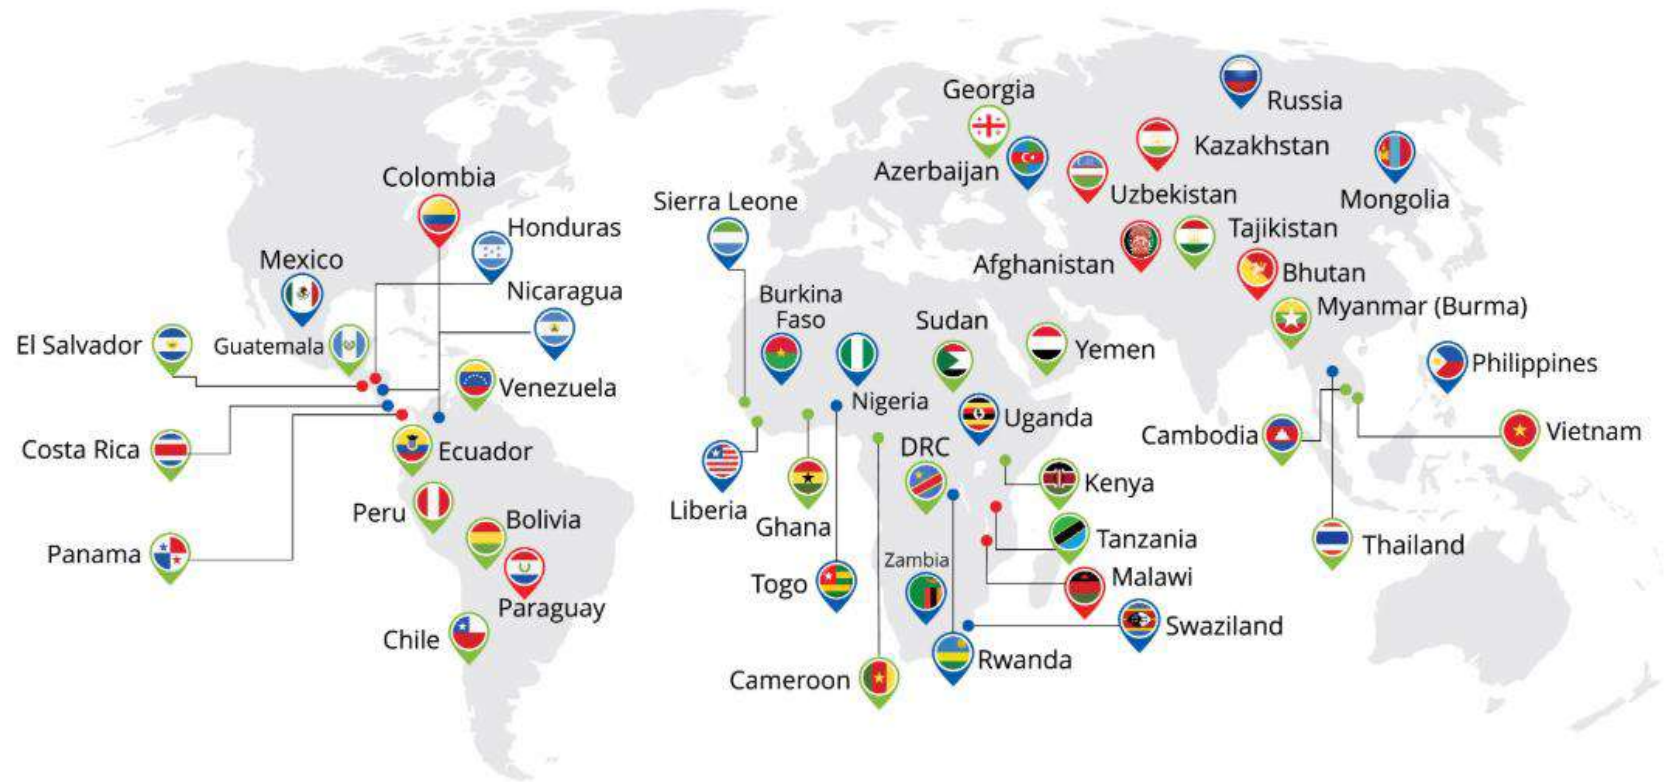 Georgia
Russia
Kazakhstan
Azerbaijan
Colombia
Uzbekistan
Mongolia
Sierra Leone
Honduras
Tajikistan
Mexico
Afghanistan
Bhutan
Nicaragua
Burkina
Faso
Myanmar (Burma)
Sudan
El Salvador
Guatemala
Yemen
Philippines
Venezuela
Nigeria
Uganda
Cambodia
Vietnam
Costa Rica
Ecuador
DRC
Kenya
Peru
Liberia
Bolivia
Ghana
Tanzania
Thailand
Panama
Zambia
Togo
Malawi
Paraguay
Swaziland
Chile
Rwanda
Cameroon